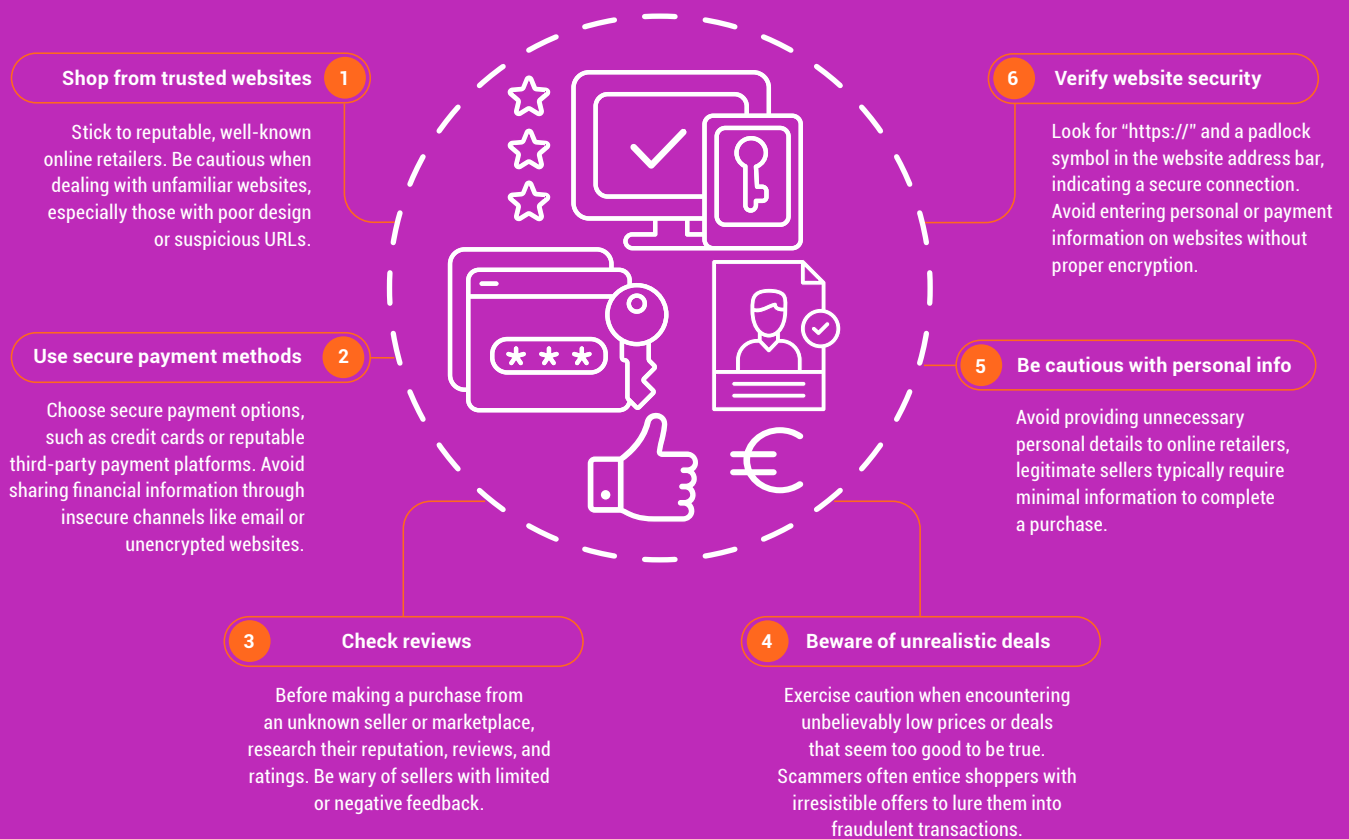 Shop from trusted websites 1
Stick to reputable, well-known
online retailers. Be cautious when
dealing with unfamiliar websites,
especially those with poor design
or suspicious URLs.
Use secure payment methods 2
Choose secure payment options,
such as credit cards or reputable
third-party payment platforms. Avoid
sharing financial information through
insecure channels like email or
unencrypted websites.
3 Check reviews
Before making a purchase from
an unknown seller or marketplace,
research their reputation, reviews, and
ratings. Be wary of sellers with limited
or negative feedback.
4 Beware of unrealistic deals
Exercise caution when encountering
unbelievably low prices or deals
that seem too good to be true.
Scammers often entice shoppers with
irresistible offers to lure them into
fraudulent transactions.
5 Be cautious with personal info
Avoid providing unnecessary
personal details to online retailers,
legitimate sellers typically require
minimal information to complete
a purchase.
6 Verify website security
Look for “https://” and a padlock
symbol in the website address bar,
indicating a secure connection.
Avoid entering personal or payment
information on websites without
proper encryption.
* * *
€